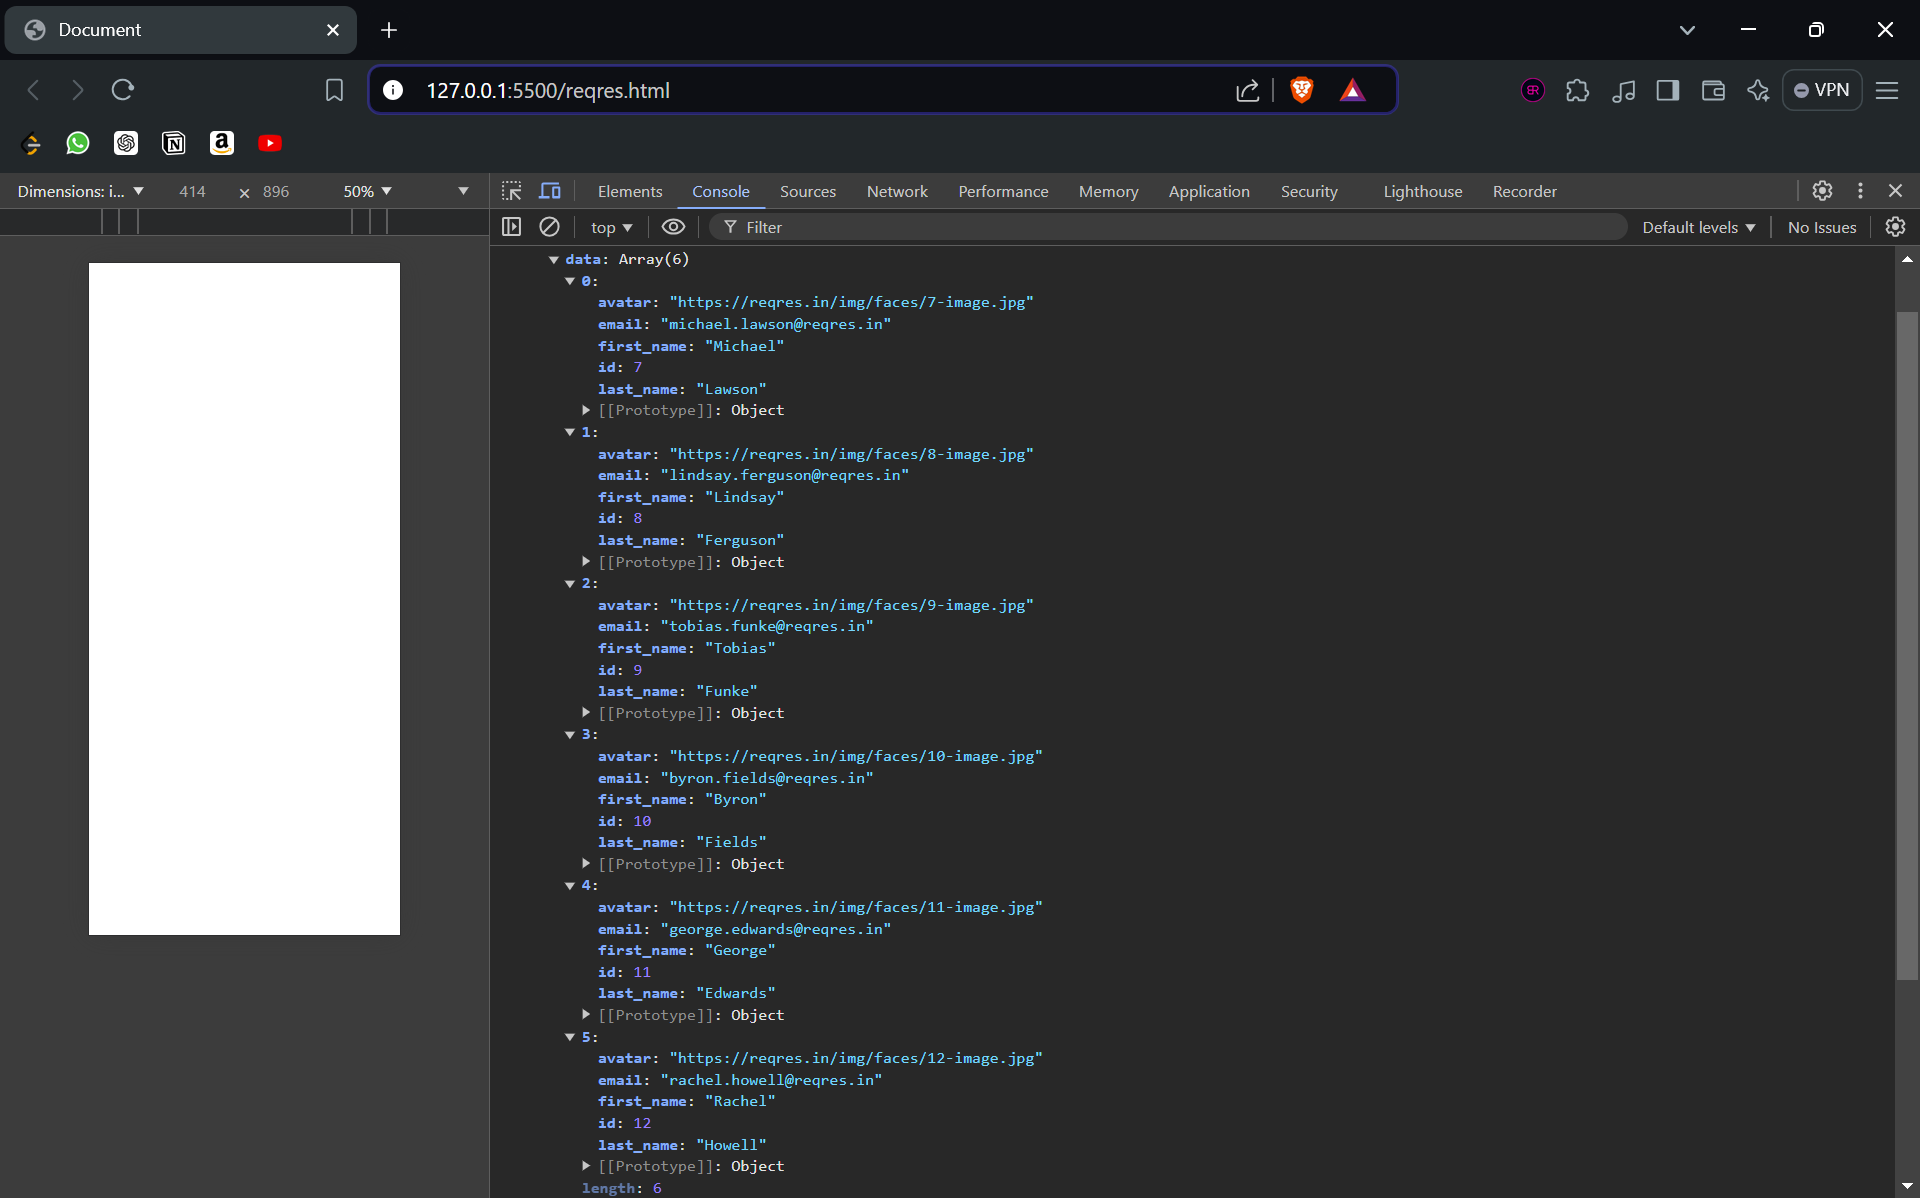 Document
127.0.0.1:5500/reqres.html
VPN
Dimensions: i... 414 × 896 50%
Elements Console Sources Network Performance Memory Application Security Lighthouse Recorder
top Filter Default levels No Issues
data: Array(6)
0:
avatar: "https://reqres.in/img/faces/7-image.jpg"
email: "michael.lawson@reqres.in"
first_name: "Michael"
id: 7
last_name: "Lawson"
[[Prototype]]: Object
1:
avatar: "https://reqres.in/img/faces/8-image.jpg"
email: "lindsay.ferguson@reqres.in"
first_name: "Lindsay"
id: 8
last_name: "Ferguson"
[[Prototype]]: Object
2:
avatar: "https://reqres.in/img/faces/9-image.jpg"
email: "tobias.funke@reqres.in"
first_name: "Tobias"
id: 9
last_name: "Funke"
[[Prototype]]: Object
3:
avatar: "https://reqres.in/img/faces/10-image.jpg"
email: "byron.fields@reqres.in"
first_name: "Byron"
id: 10
last_name: "Fields"
[[Prototype]]: Object
4:
avatar: "https://reqres.in/img/faces/11-image.jpg"
email: "george.edwards@reqres.in"
first_name: "George"
id: 11
last_name: "Edwards"
[[Prototype]]: Object
5:
avatar: "https://reqres.in/img/faces/12-image.jpg"
email: "rachel.howell@reqres.in"
first_name: "Rachel"
id: 12
last_name: "Howell"
[[Prototype]]: Object
length: 6